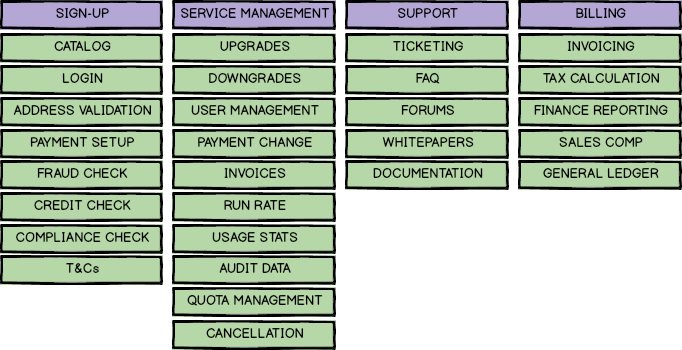 SIGN-UP
CATALOG
LOGIN
ADDRESS VALIDATION
PAYMENT SETUP
FRAUD CHECK
CREDIT CHECK
COMPLIANCE CHECK
T&Cs
SERVICE MANAGEMENT
UPGRADES
DOWNGRADES
USER MANAGEMENT
PAYMENT CHANGE
INVOICES
RUN RATE
USAGE STATS
AUDIT DATA
QUOTA MANAGEMENT
CANCELLATION
SUPPORT
TICKETING
FAQ
FORUMS
WHITEPAPERS
DOCUMENTATION
BILLING
INVOICING
TAX CALCULATION
FINANCE REPORTING
SALES COMP
GENERAL LEDGER